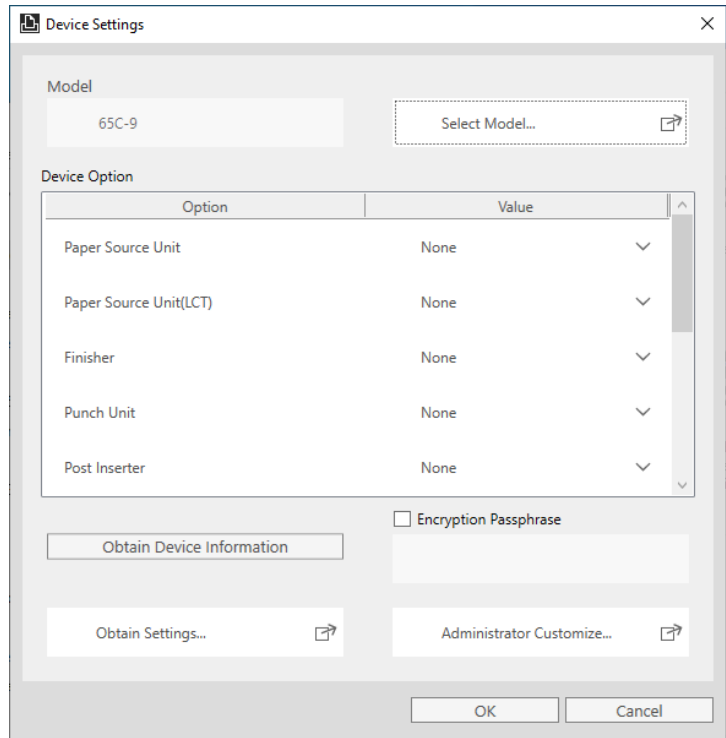 Device Settings
Model
65C-9
Select Model...
Device Option
Option Value
Paper Source Unit None
Paper Source Unit(LCT) None
Finisher None
Punch Unit None
Post Inserter None
Encryption Passphrase
Obtain Device Information
Obtain Settings...
Administrator Customize...
OK Cancel